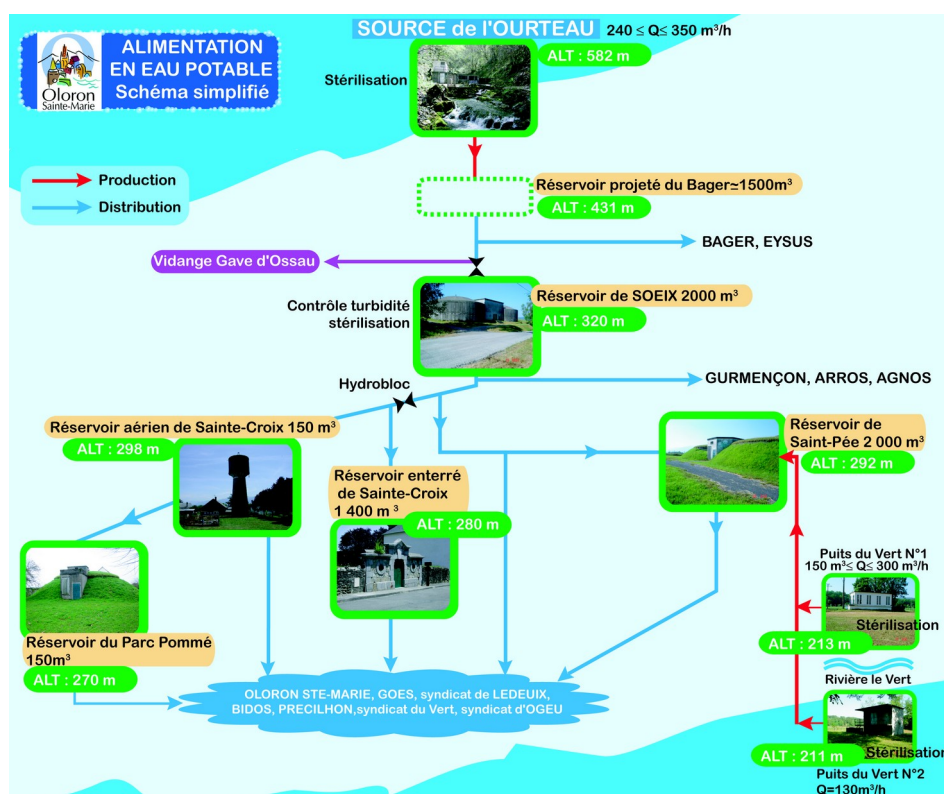 SOURCE de l'OURTEAU 240 ≤ Q≤ 350 m³/h
ALIMENTATION
EN EAU POTABLE
Schéma simplifié
Oloron
Sainte-Marie
ALT : 582 m
Stérilisation
Production
Distribution
Réservoir projeté du Bager≃1500m³
ALT : 431 m
BAGER, EYSUS
Vidange Gave d'Ossau
Contrôle turbidité
stérilisation
Réservoir de SOEIX 2000 m³
ALT : 320 m
Hydrobloc
GURMENÇON, ARROS, AGNOS
Réservoir aérien de Sainte-Croix 150 m³
ALT : 298 m
Réservoir enterré
de Sainte-Croix
1 400 m ³
ALT : 280 m
Réservoir de
Saint-Pée 2 000 m³
ALT : 292 m
Puits du Vert N°1
150 m³≤ Q≤ 300 m³/h
Stérilisation
ALT : 213 m
Rivière le Vert
Réservoir du Parc Pommé
150m³
ALT : 270 m
OLORON STE-MARIE, GOES, syndicat de LEDEUIX,
BIDOS, PRECILHON,syndicat du Vert, syndicat d'OGEU
ALT : 211 m
Stérilisation
Puits du Vert N°2
Q=130m³/h